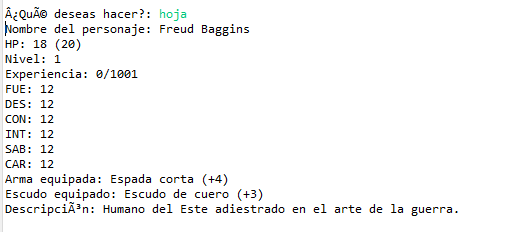 Â¿QuÃ© deseas hacer?: hoja
Nombre del personaje: Freud Baggins
HP: 18 (20)
Nivel: 1
Experiencia: 0/1001
FUE: 12
DES: 12
CON: 12
INT: 12
SAB: 12
CAR: 12
Arma equipada: Espada corta (+4)
Escudo equipado: Escudo de cuero (+3)
DescripciÃ³n: Humano del Este adiestrado en el arte de la guerra.